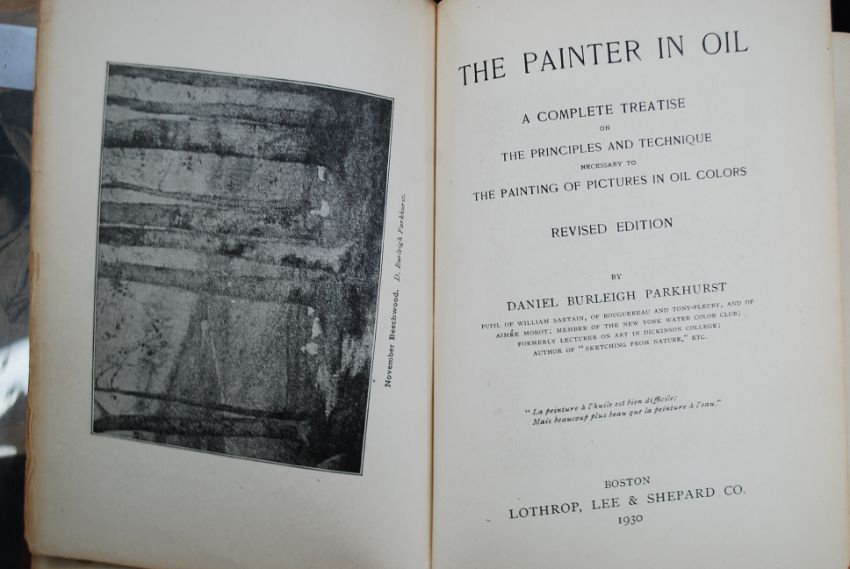 November Beechwood. D. Burleigh Parkhurst.
THE PAINTER IN OIL
A COMPLETE TREATISE
ON
THE PRINCIPLES AND TECHNIQUE
NECESSARY TO
THE PAINTING OF PICTURES IN OIL COLORS
REVISED EDITION
BY
DANIEL BURLEIGH PARKHURST
PUPIL OF WILLIAM SARTAIN, OF BOUGUEREAU AND TONY-FLEURY, AND OF
AIMÉE MOROT; MEMBER OF THE NEW YORK WATER COLOR CLUB;
FORMERLY LECTURER ON ART IN DICKINSON COLLEGE;
AUTHOR OF "SKETCHING FROM NATURE," ETC.
"La peinture à l'huile est bien difficile;
Mais beaucoup plus beau que la peinture à l'eau."
BOSTON
LOTHROP, LEE & SHEPARD CO.
1930